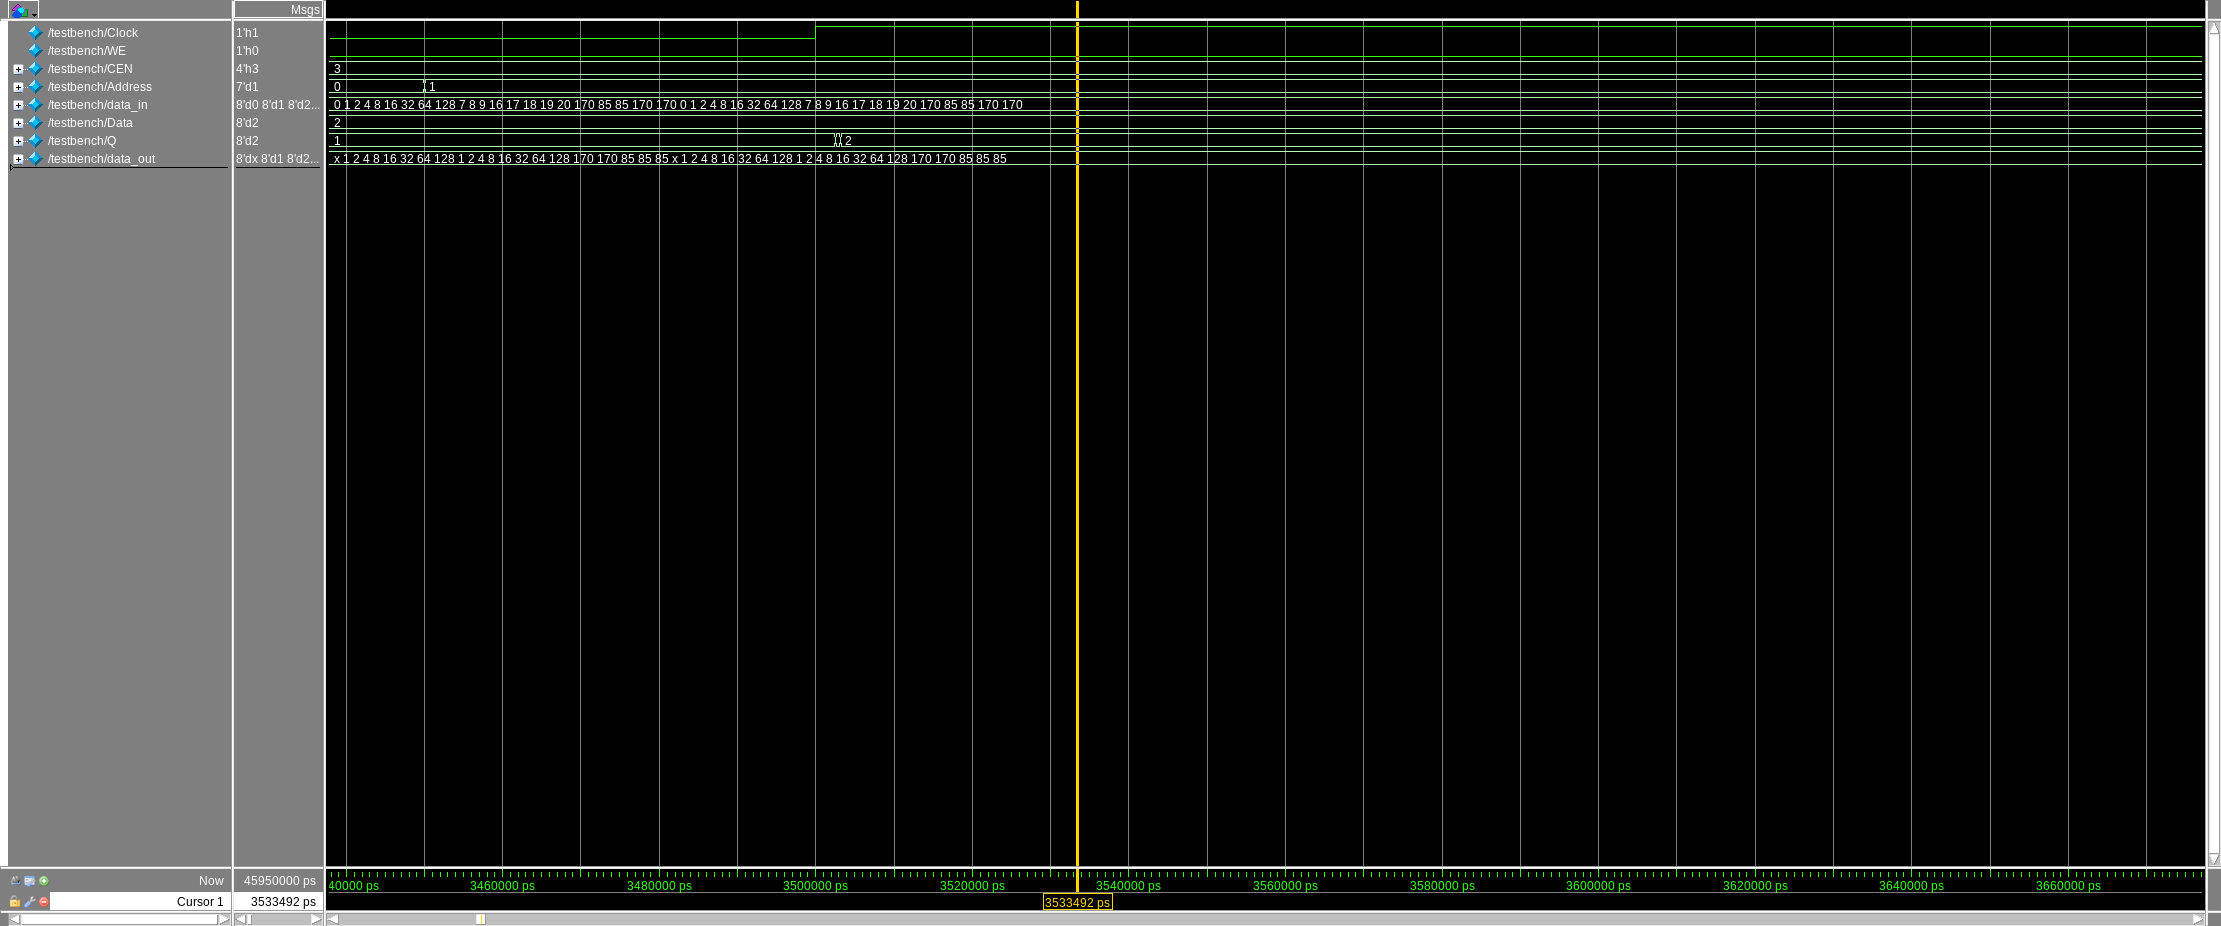 Msgs
/testbench/Clock 1'h1
/testbench/WE 1'h0
/testbench/CEN 4'h3 3
/testbench/Address 7'd1 0 1
/testbench/data_in 8'd0 8'd1 8'd2... 0 1 2 4 8 16 32 64 128 7 8 9 16 17 18 19 20 170 85 85 170 170 0 1 2 4 8 16 32 64 128 7 8 9 16 17 18 19 20 170 85 85 170 170
/testbench/Data 8'd2 2
/testbench/Q 8'd2 1 2
/testbench/data_out 8'dx 8'd1 8'd2... x 1 2 4 8 16 32 64 128 1 2 4 8 16 32 64 128 170 170 85 85 85 x 1 2 4 8 16 32 64 128 1 2 4 8 16 32 64 128 170 170 85 85 85
Now 45950000 ps 40000 ps 3460000 ps 3480000 ps 3500000 ps 3520000 ps 3540000 ps 3560000 ps 3580000 ps 3600000 ps 3620000 ps 3640000 ps 3660000 ps
Cursor 1 3533492 ps 3533492 ps